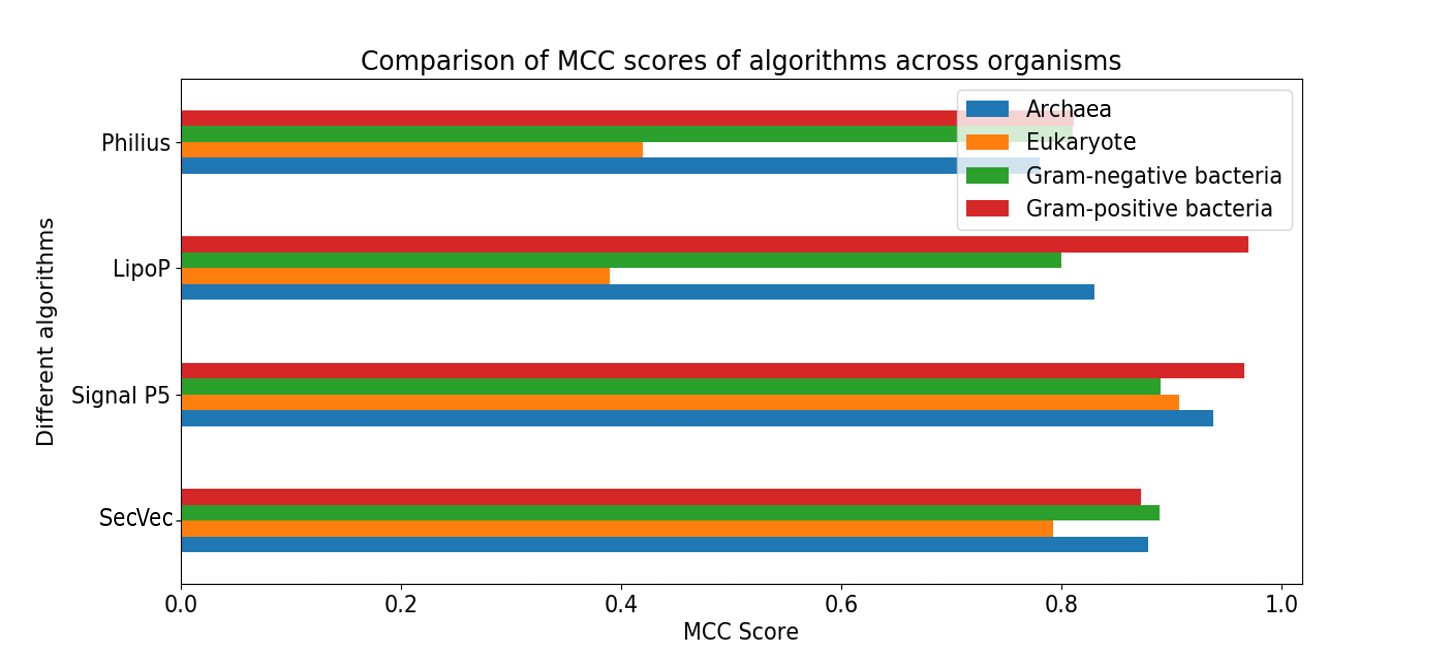 Comparison of MCC scores of algorithms across organisms
Archaea
Eukaryote
Gram-negative bacteria
Gram-positive bacteria
Different algorithms
Philius
LipoP
Signal P5
SecVec
0.0 0.2 0.4 0.6 0.8 1.0
MCC Score